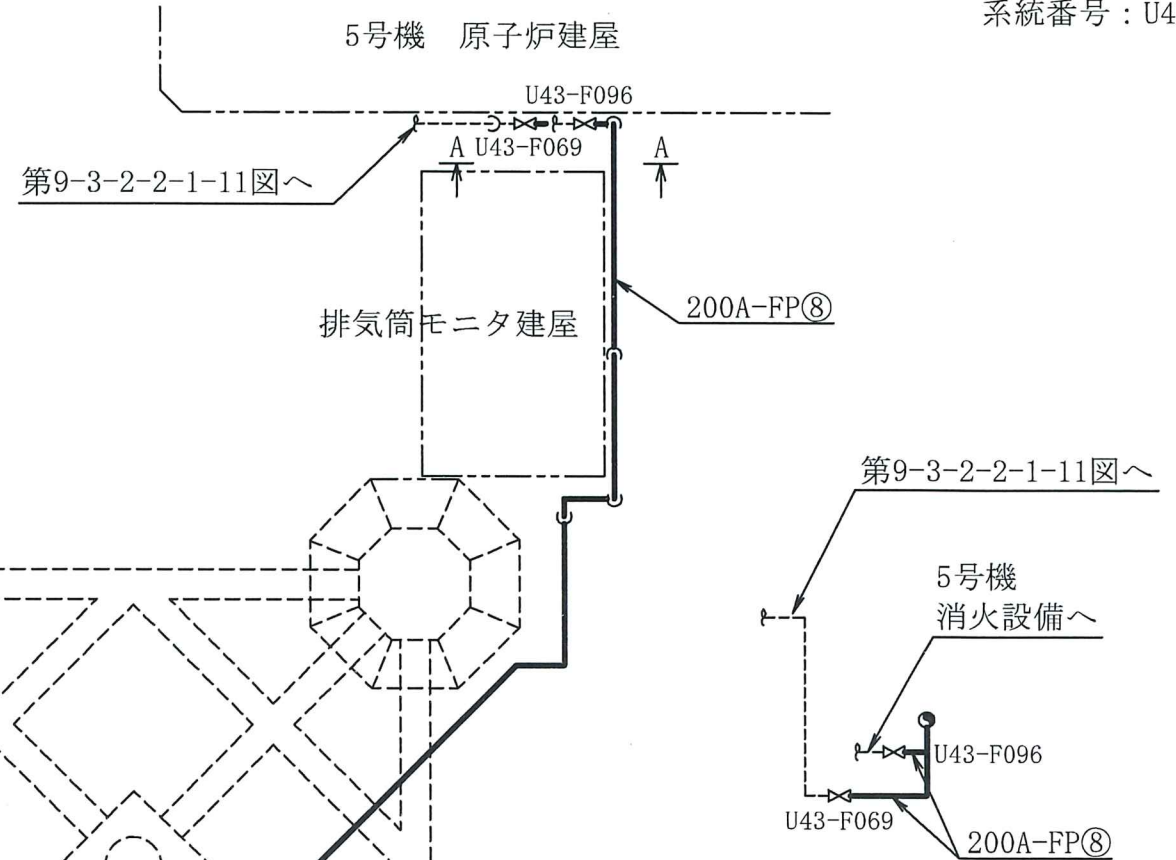 系統番号：U4
5号機　原子炉建屋
U43-F096
U43-F069
A
A
第9-3-2-2-1-11図へ
200A-FP⑧
排気筒モニタ建屋
第9-3-2-2-1-11図へ
5号機
消火設備へ
U43-F096
U43-F069
200A-FP⑧